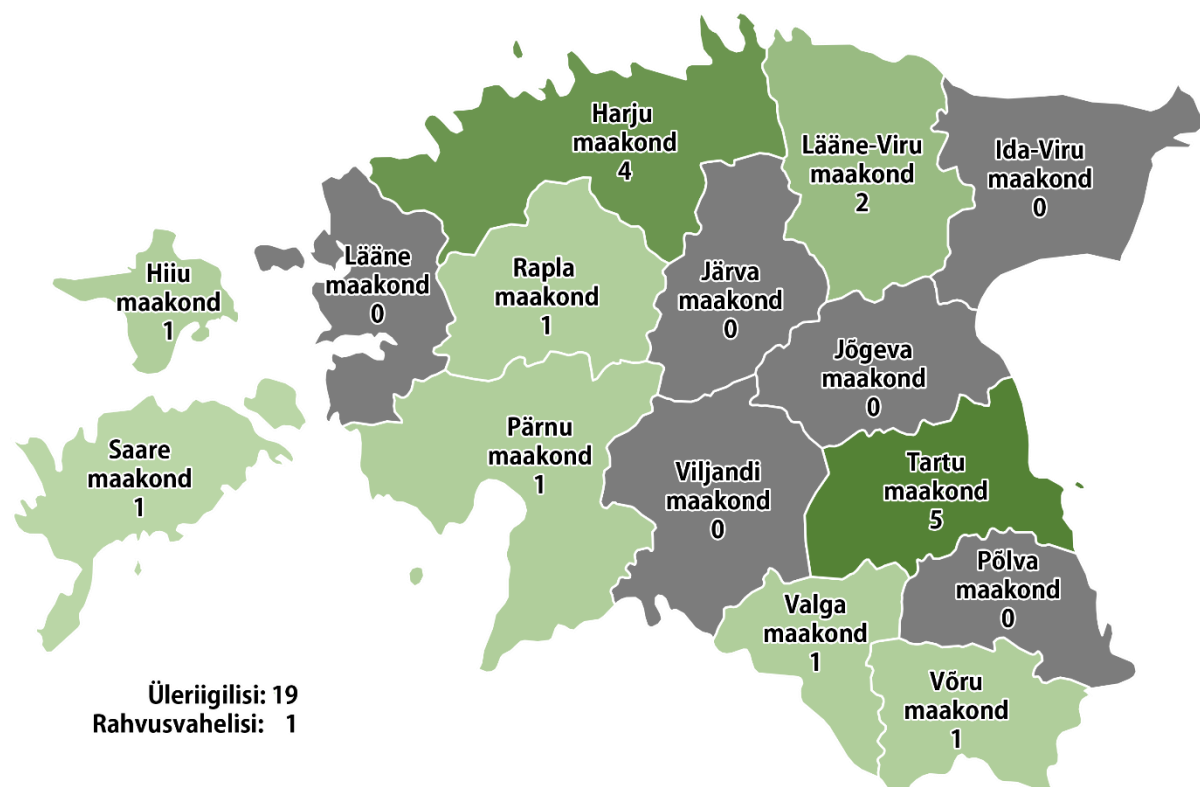 Harju
maakond
4
Lääne-Viru
maakond
2
Ida-Viru
maakond
0
Hiiu
maakond
1
Lääne
maakond
0
Rapla
maakond
1
Järva
maakond
0
Jõgeva
maakond
0
Saare
maakond
1
Pärnu
maakond
1
Viljandi
maakond
0
Tartu
maakond
5
Põlva
maakond
0
Valga
maakond
1
Võru
maakond
1
Üleriigilisi: 19
Rahvusvahelisi: 1